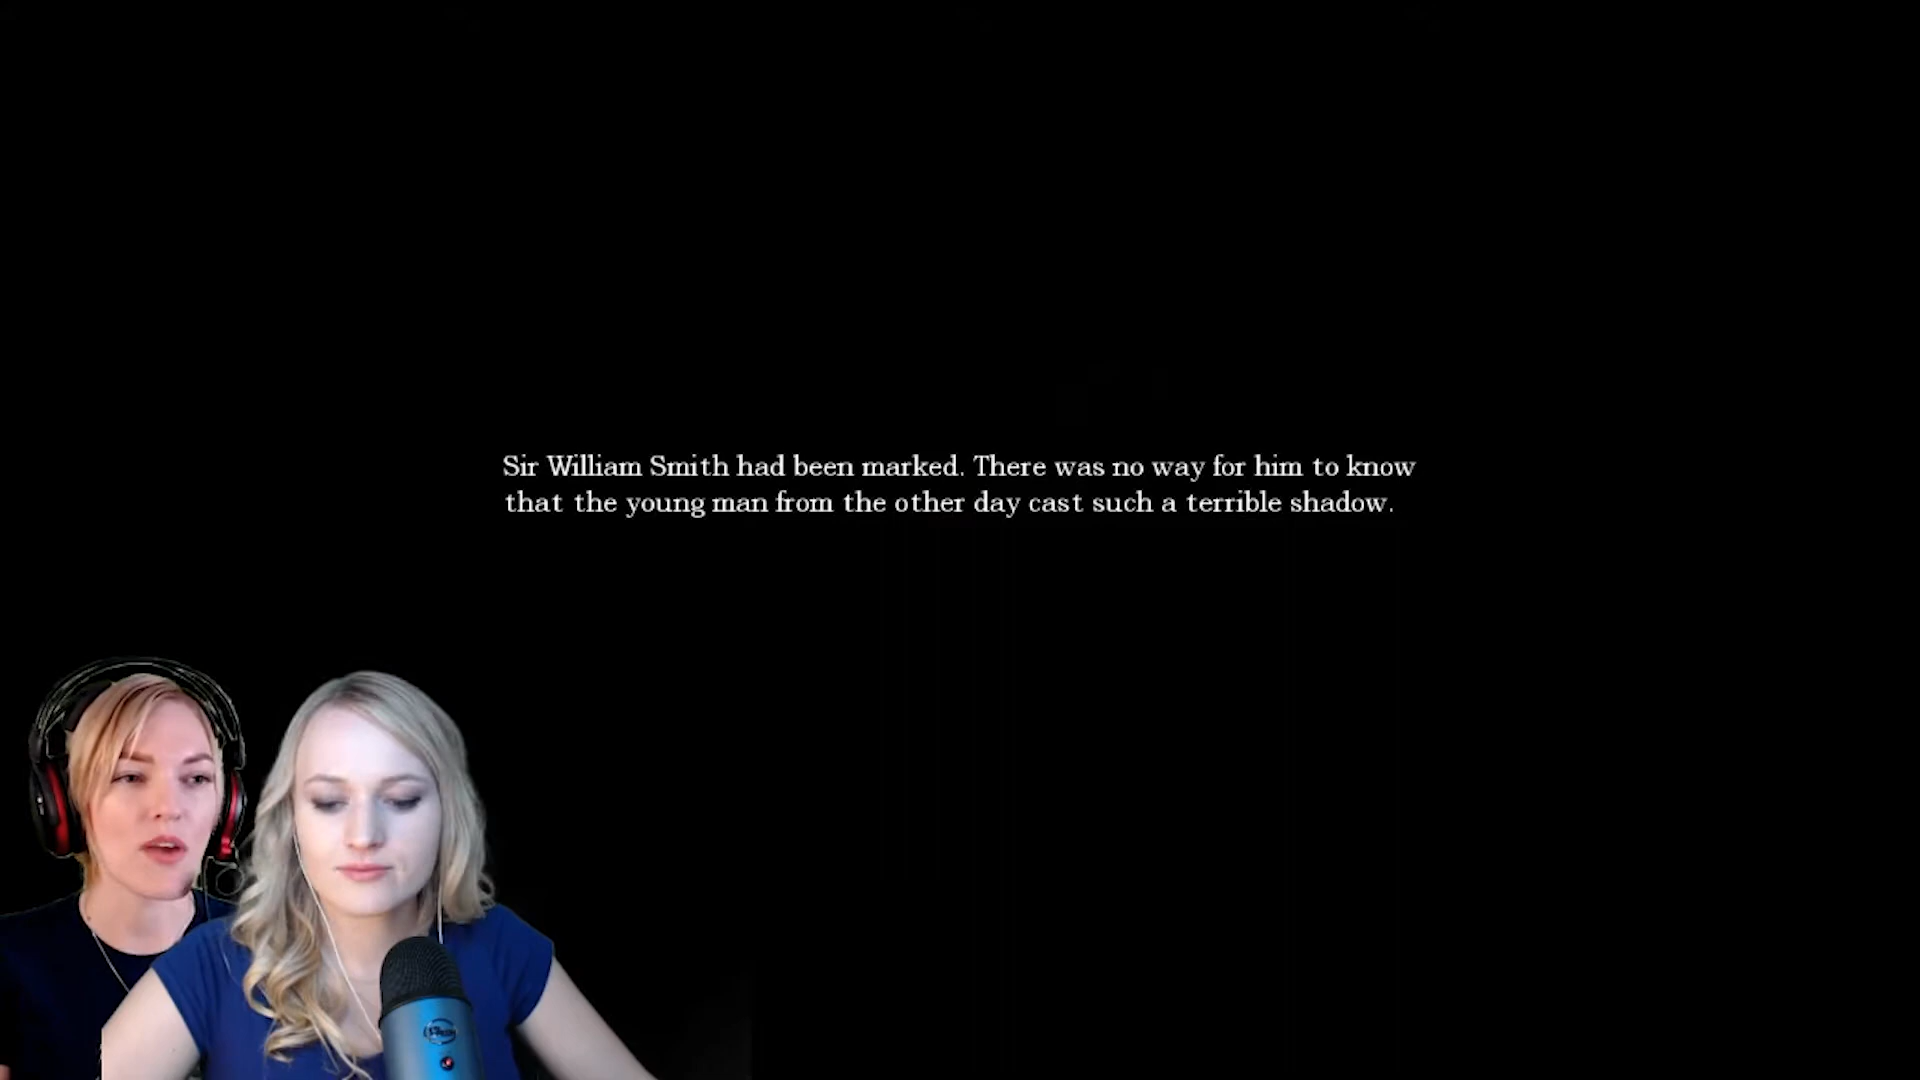 Sir William Smith had been marked. There was no way for him to know
that the young man from the other day cast such a terrible shadow.